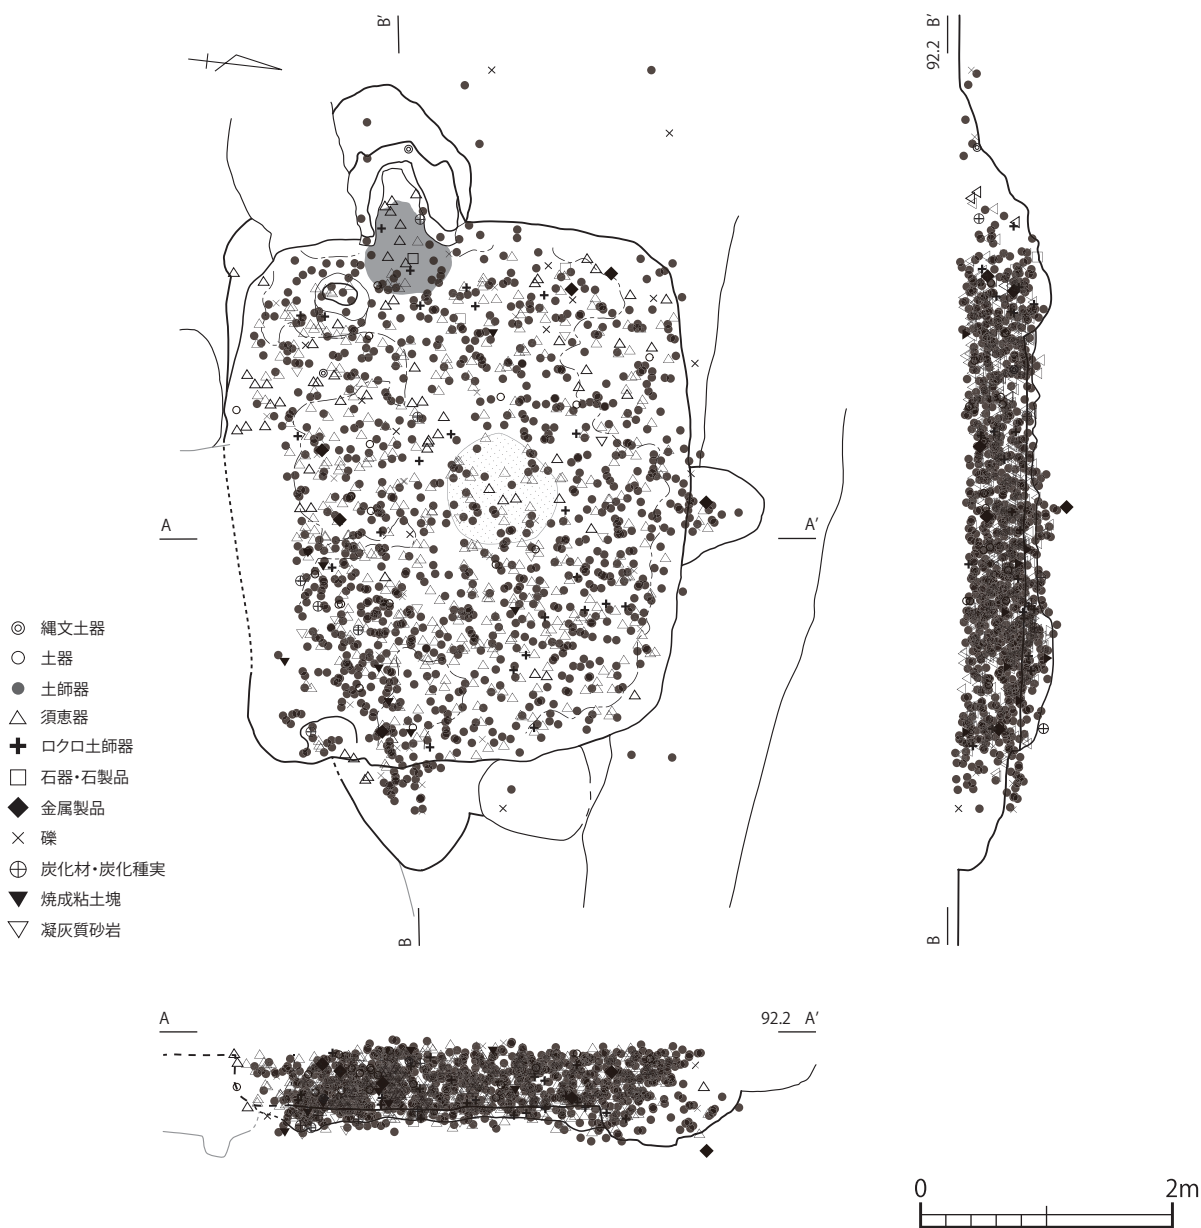 B′
92.2 B′
A
A′
縄文土器
土器
土師器
須恵器
ロクロ土師器
石器・石製品
金属製品
礫
炭化材・炭化種実
焼成粘土塊
凝灰質砂岩
B
B
A
92.2 A′
0 2m